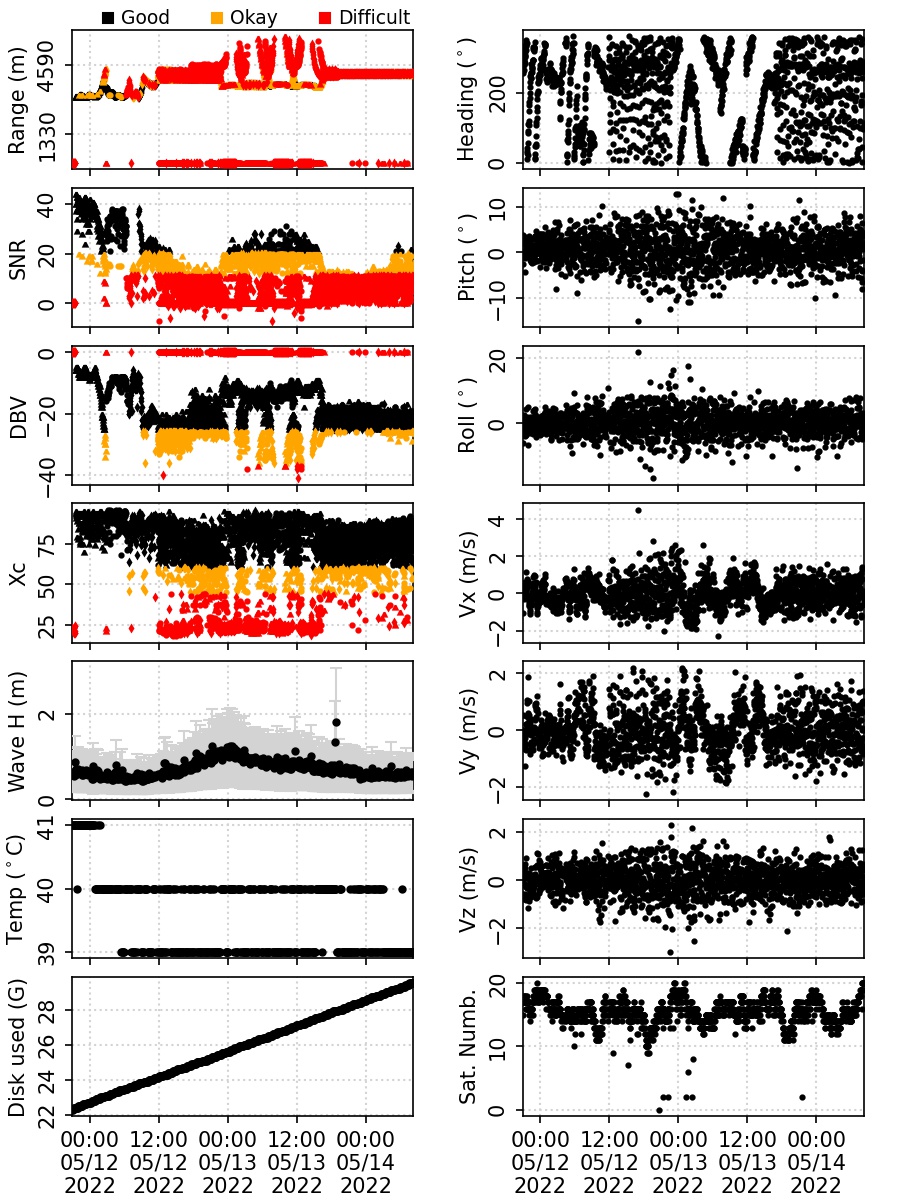 Good Okay Difficult
Range (m)
4590
1330
SNR
40
20
0
DBV
0
−20
−40
Xc
75
50
25
Wave H (m)
2
0
Temp (°C)
41
40
39
Disk used (G)
28
26
24
22
00:00 12:00 00:00 12:00 00:00
05/12 05/12 05/13 05/13 05/14
2022 2022 2022 2022 2022
Heading (°)
200
0
Pitch (°)
10
0
−10
Roll (°)
20
0
Vx (m/s)
4
2
0
−2
Vy (m/s)
2
0
−2
Vz (m/s)
2
0
−2
Sat. Numb.
20
10
0
00:00 12:00 00:00 12:00 00:00
05/12 05/12 05/13 05/13 05/14
2022 2022 2022 2022 2022